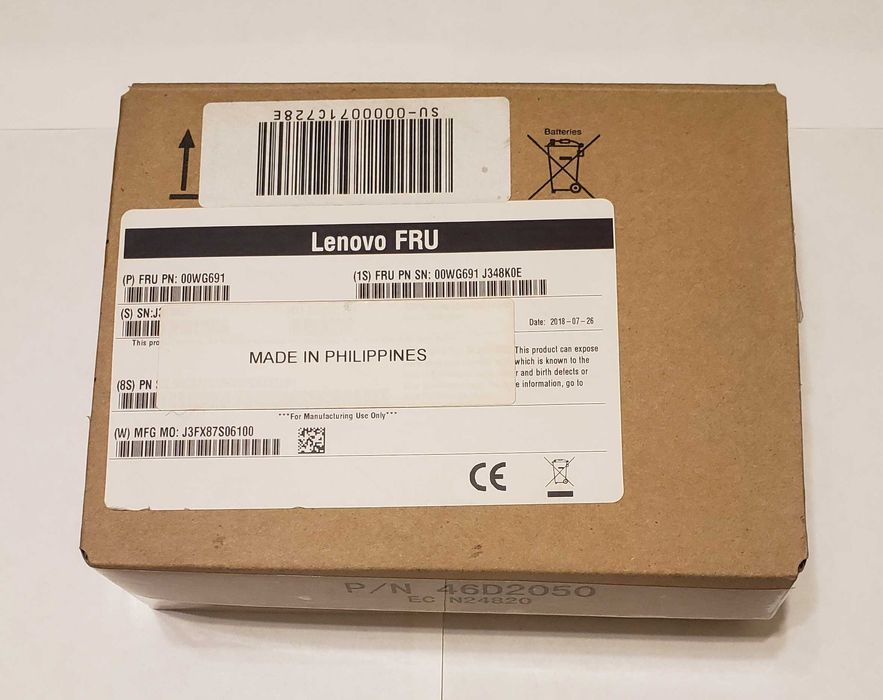 SU-0000071C728E
Batteries
Lenovo FRU
(P) FRU PN: 00WG691
(1S) FRU PN SN: 00WG691 J348K0E
(S) SN:J3
Date: 2018-07-26
This pro
This product can expose
which is known to the
r and birth defects or
e information, go to
MADE IN PHILIPPINES
(8S) PN S
***For Manufacturing Use Only***
(W) MFG MO: J3FX87S06100
CE
P/N 46D2050
EC N24820